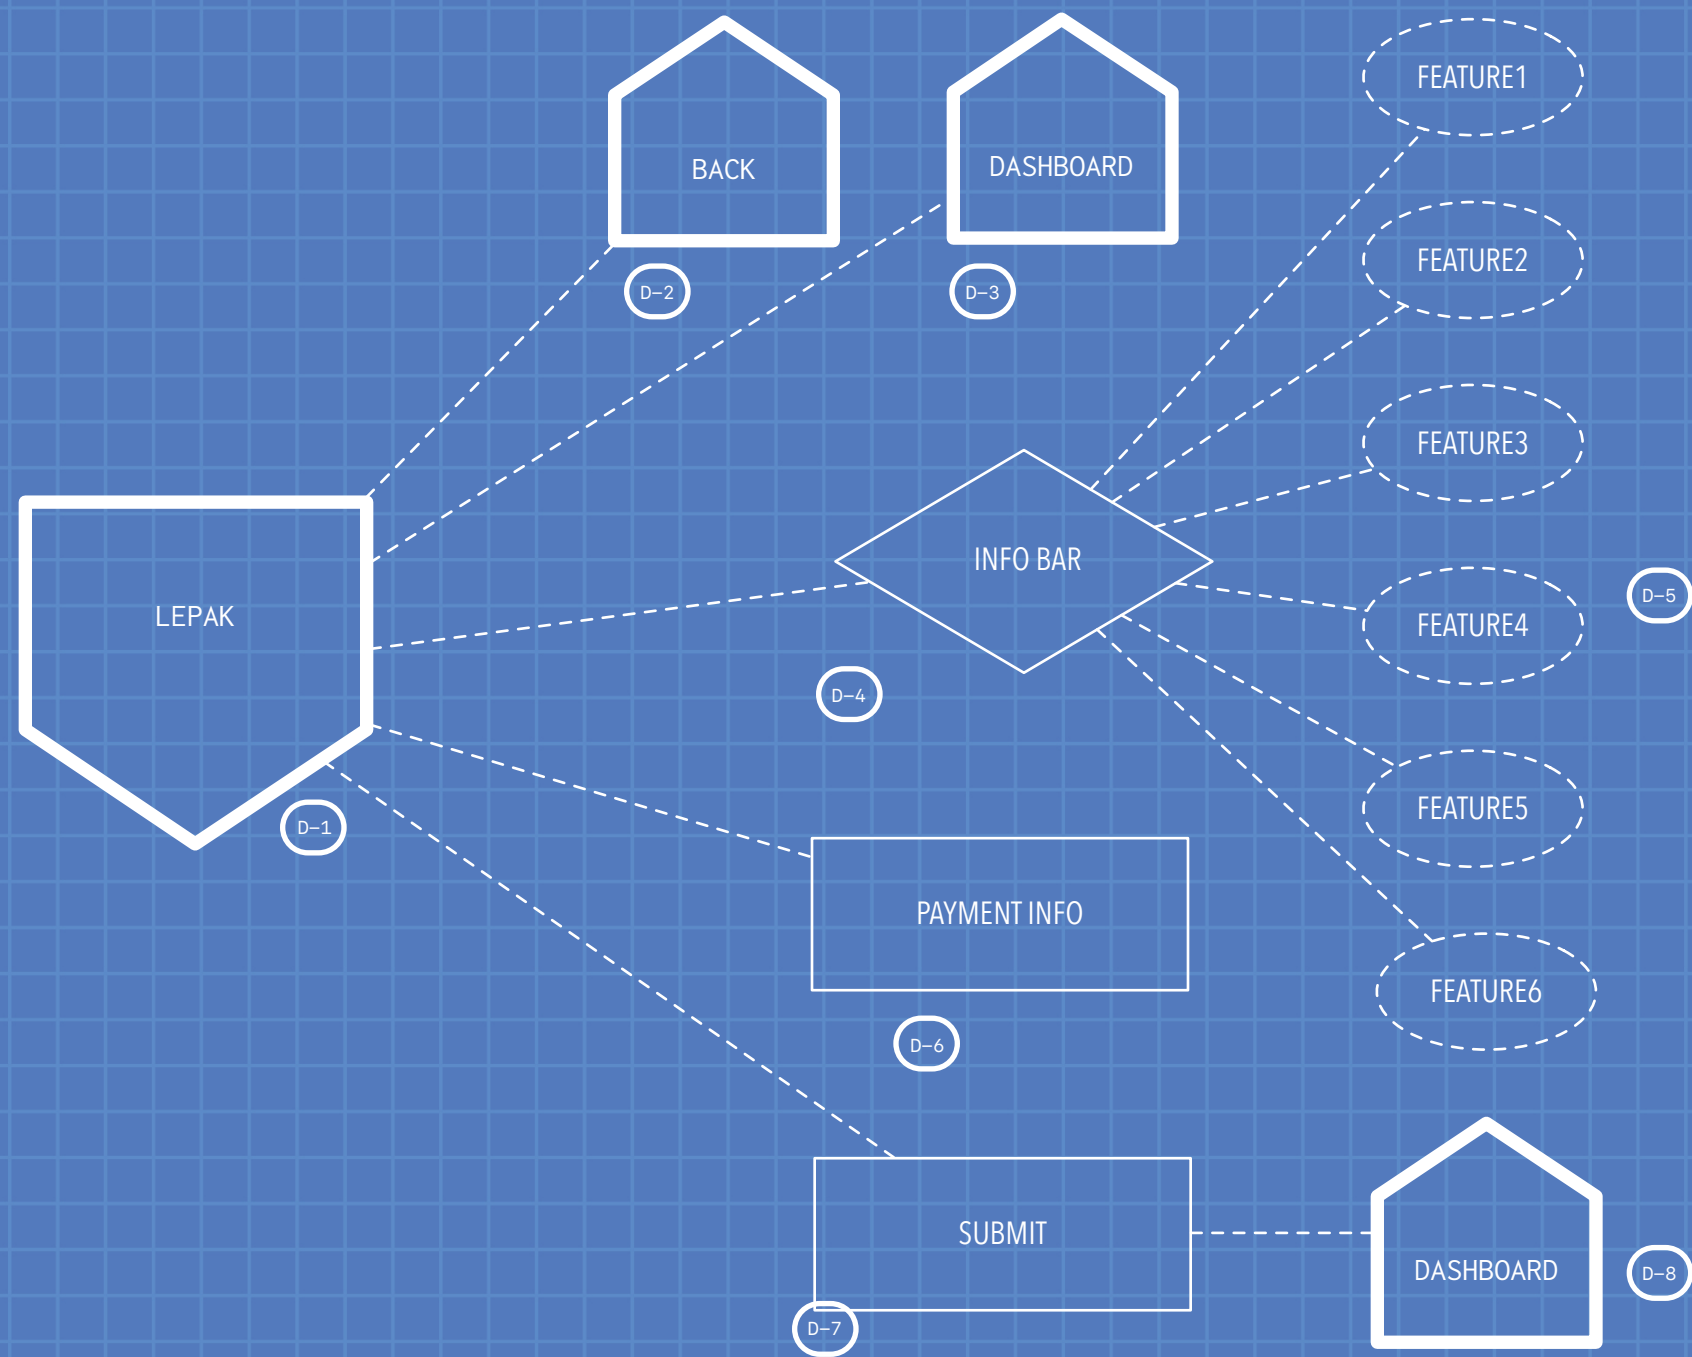 FEATURE1
BACK
DASHBOARD
FEATURE2
D-2
D-3
FEATURE3
INFO BAR
LEPAK
FEATURE4
D-5
D-4
FEATURE5
D-1
PAYMENT INFO
FEATURE6
D-6
SUBMIT
DASHBOARD
D-8
D-7